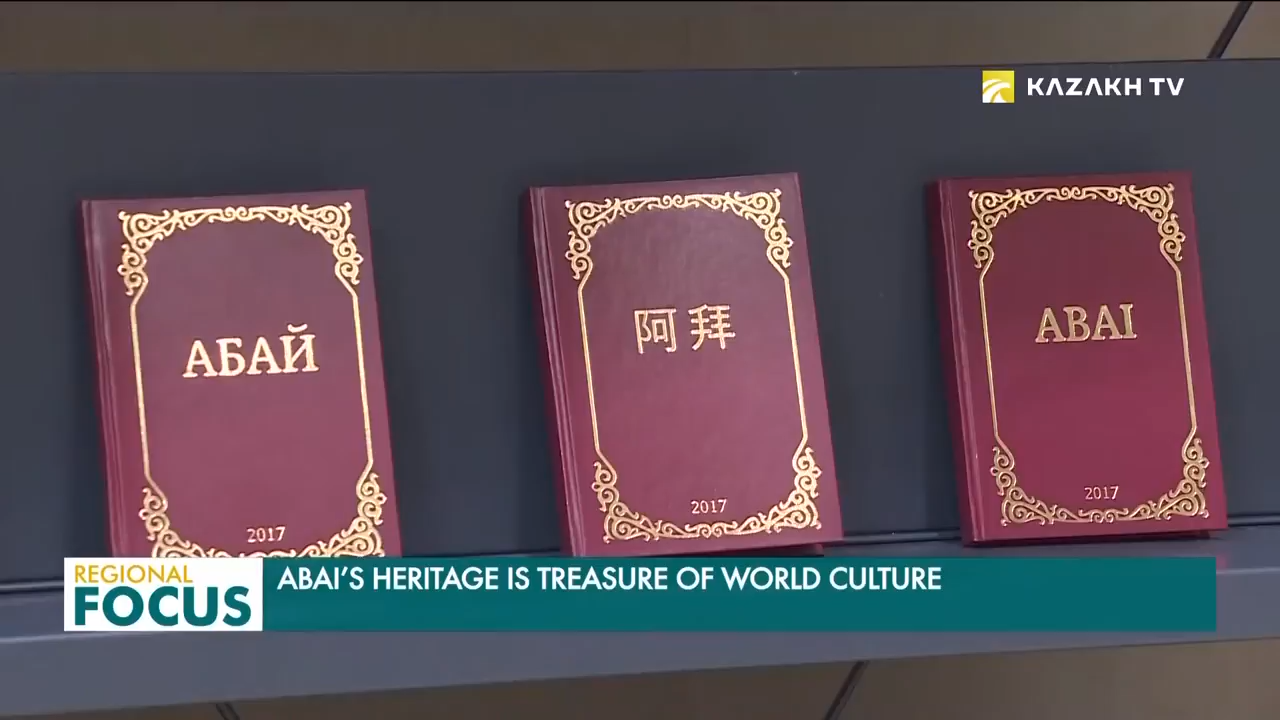 KAZAKH TV
АБАЙ
2017
阿拜
2017
ABAI
2017
REGIONAL
FOCUS
ABAI'S HERITAGE IS TREASURE OF WORLD CULTURE